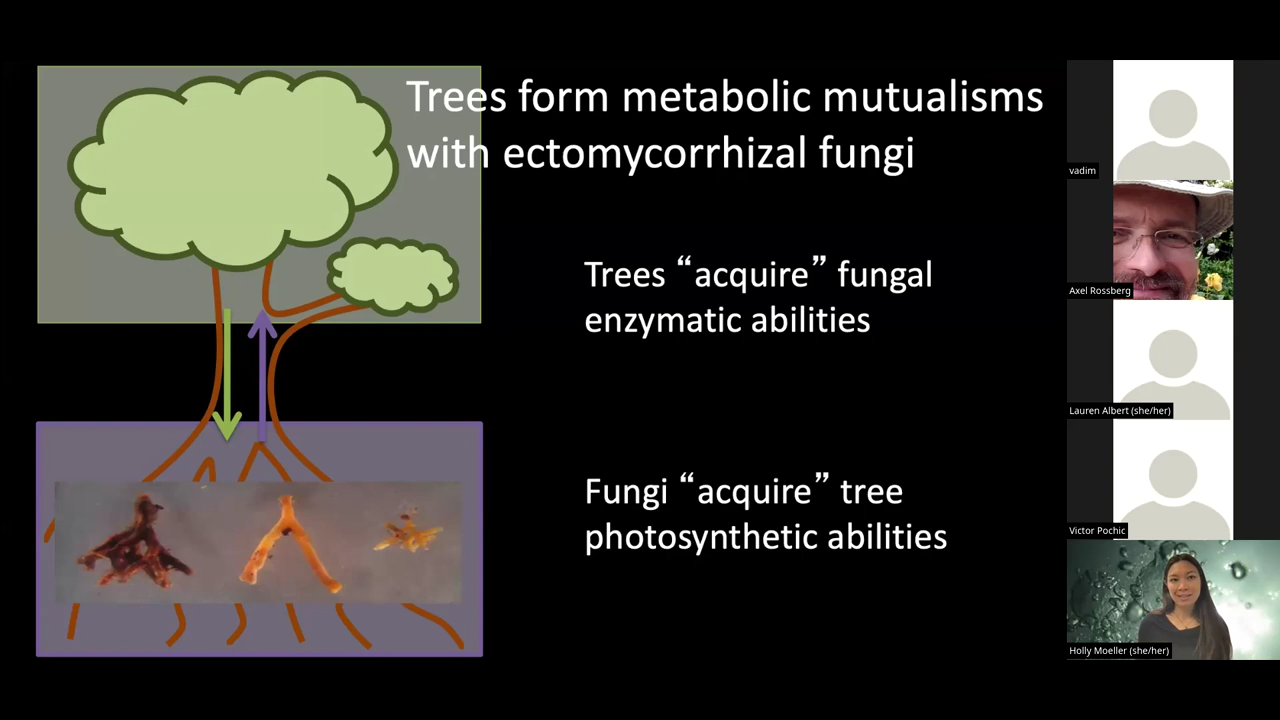 Trees form metabolic mutualisms
with ectomycorrhizal fungi
Trees “acquire” fungal
enzymatic abilities
Fungi “acquire” tree
photosynthetic abilities
vadim
Axel Rossberg
Lauren Albert (she/her)
Victor Pochic
Holly Moeller (she/her)